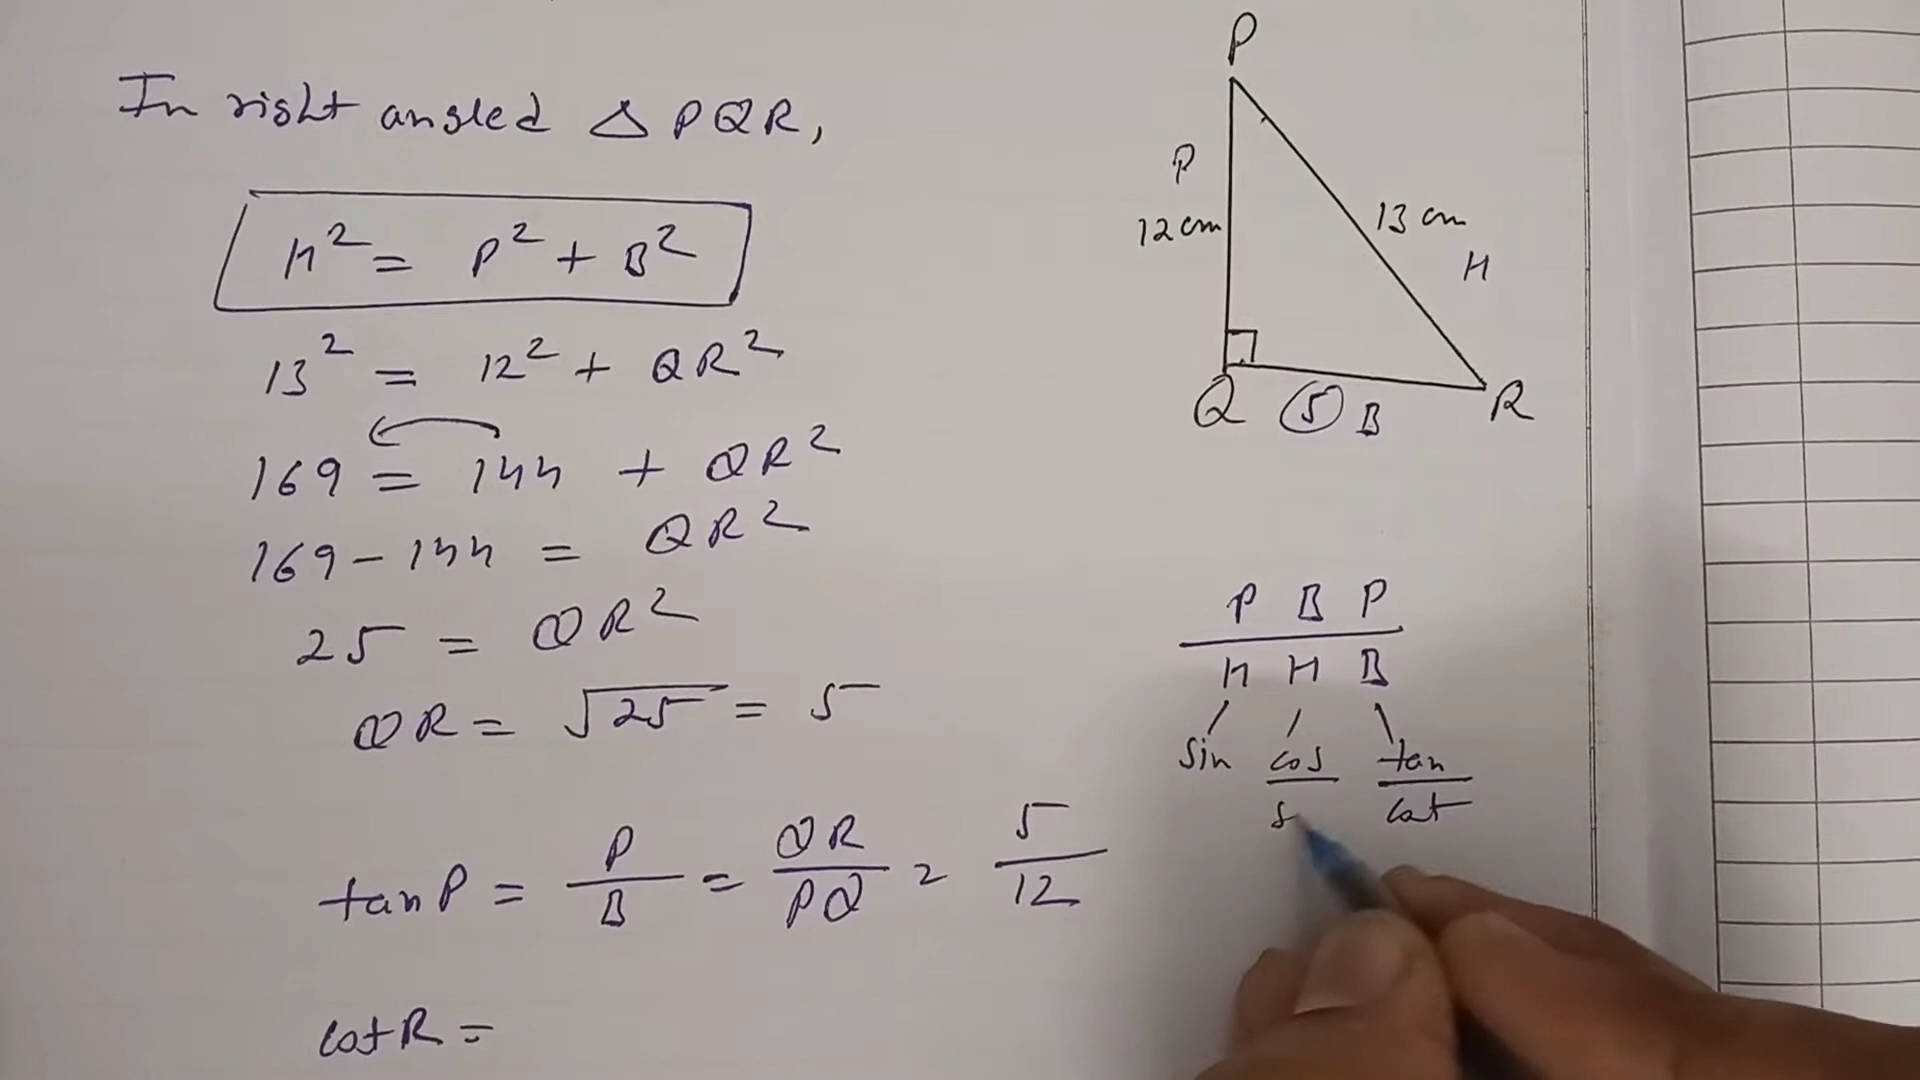 In right angled △ PQR,
H² = P² + B²
13² = 12² + QR²
169 = 144 + QR²
169 - 144 = QR²
25 = QR²
QR = √25 = 5
tan P = P/B = QR/PQ = 5/12
cot R =
P
P
12 cm
13 cm
H
Q 5 B R
P B P
H H B
sin cos tan
s cot